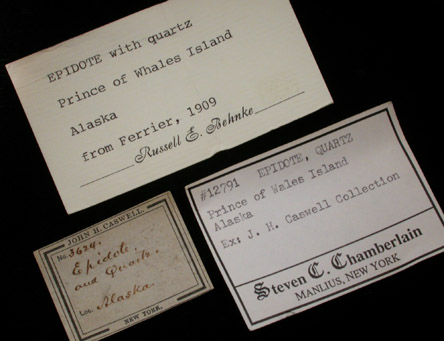 EPIDOTE with quartz
Prince of Whales Island
Alaska
from Ferrier, 1909
Russell E. Behnke
#12791 EPIDOTE, QUARTZ
Prince of Wales Island
Alaska
Ex: J. H. Caswell Collection
Steven C. Chamberlain
MANLIUS, NEW YORK
JOHN H. CASWELL.
No. 3624.
Epidote.
and Quartz.
Loc. Alaska.
NEW YORK.